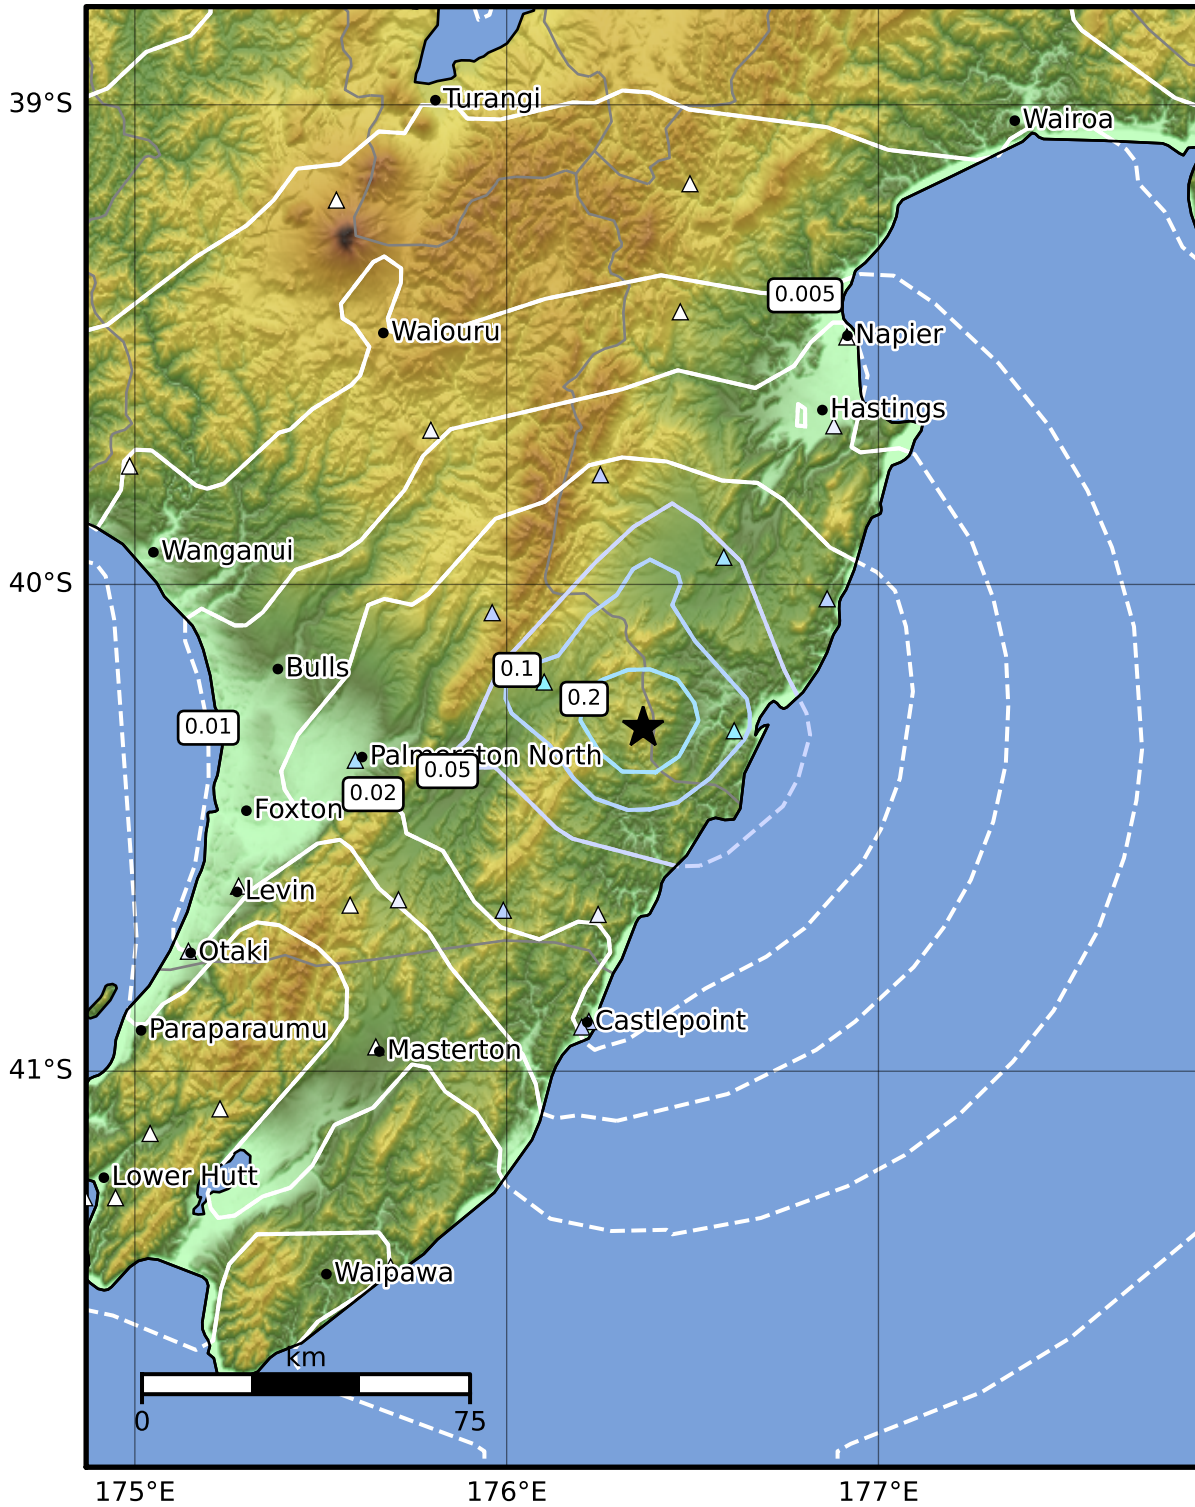 39°S
Turangi
Wairoa
0.005
Waiouru
Napier
Hastings
Wanganui
40°S
Bulls
0.1
0.2
0.01
Palmerston North
0.05
0.02
Foxton
Levin
Otaki
Castlepoint
Paraparaumu
Masterton
41°S
Lower Hutt
Waipawa
km
0
75
175°E
176°E
177°E